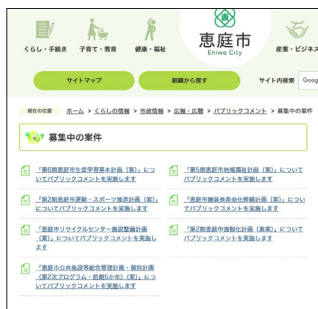 恵庭市
Eniwa City
くらし・手続き 子育て・教育 健康・福祉 産業・ビジネス
サイトマップ 組織から探す サイト内検索 Goog
現在の位置 ホーム > くらしの情報 > 市政情報 > 広報・広聴 > パブリックコメント > 募集中の案件
募集中の案件
「第6期恵庭市生涯学習基本計画（案）」につ
いてパブリックコメントを実施します
「第5期恵庭市地域福祉計画（案）」について
パブリックコメントを実施します
「第2期恵庭市運動・スポーツ推進計画（案）」
についてパブリックコメントを実施します
「恵庭市舗装長寿命化修繕計画（案）」につい
てパブリックコメントを実施します
「恵庭市リサイクルセンター施設整備計画
（案）」についてパブリックコメントを実施し
ます
「第2期恵庭市強靱化計画（素案）」について
パブリックコメントを実施します
「恵庭市公共施設等総合管理計画・個別計画
（第2次プログラム・前期5か年）（案）」につ
いてパブリックコメントを実施します